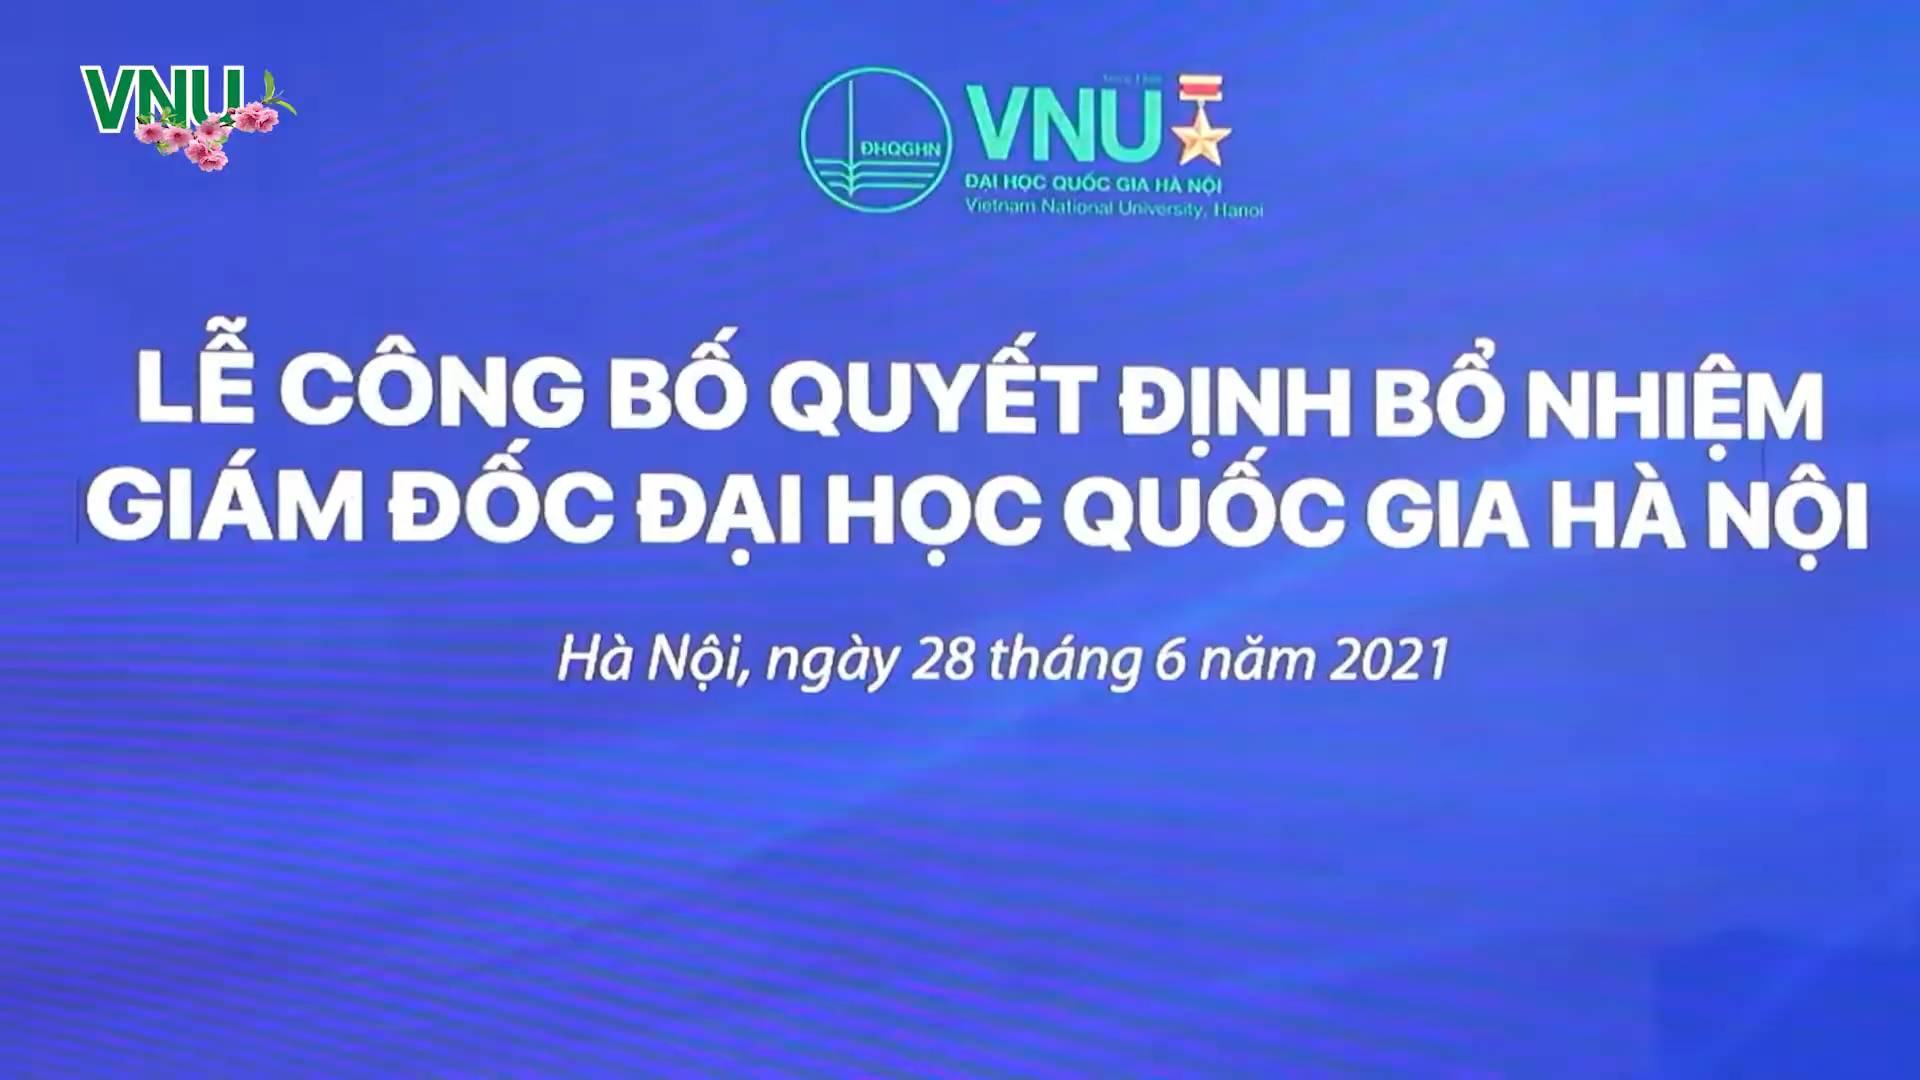 VNU
ĐHQGHN
VNU
ĐẠI HỌC QUỐC GIA HÀ NỘI
Vietnam National University, Hanoi
LỄ CÔNG BỐ QUYẾT ĐỊNH BỔ NHIỆM
GIÁM ĐỐC ĐẠI HỌC QUỐC GIA HÀ NỘI
Hà Nội, ngày 28 tháng 6 năm 2021